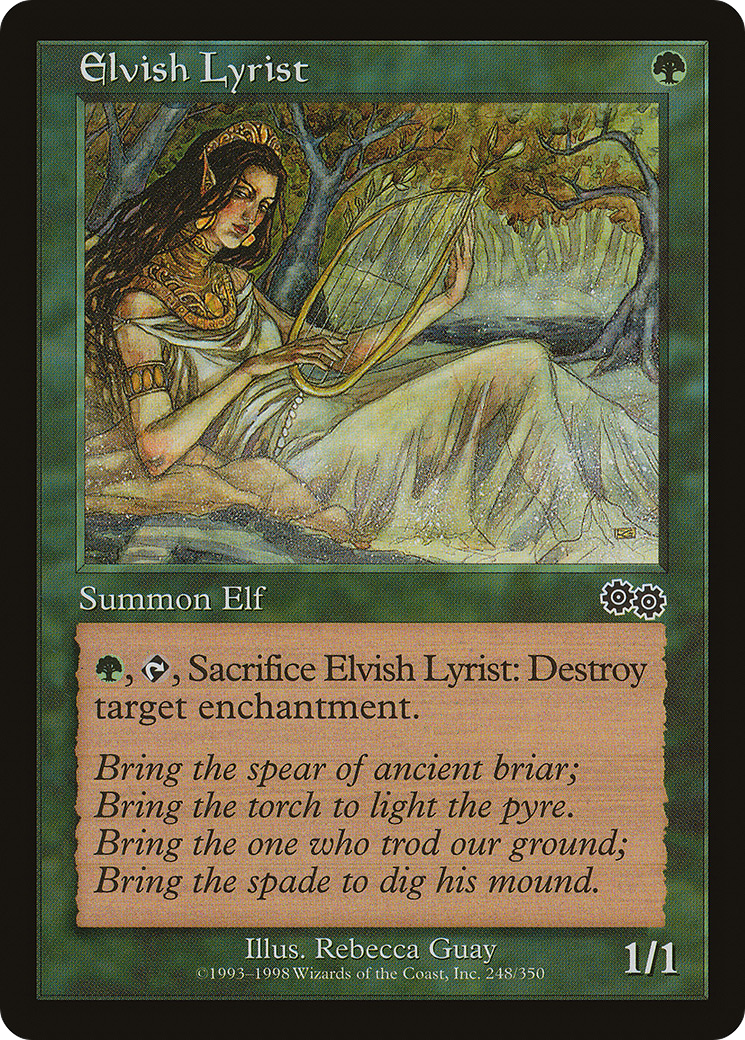 Elvish Lyrist
Summon Elf
, , Sacrifice Elvish Lyrist: Destroy
target enchantment.
Bring the spear of ancient briar;
Bring the torch to light the pyre.
Bring the one who trod our ground;
Bring the spade to dig his mound.
Illus. Rebecca Guay
1/1
©1993–1998 Wizards of the Coast, Inc. 248/350